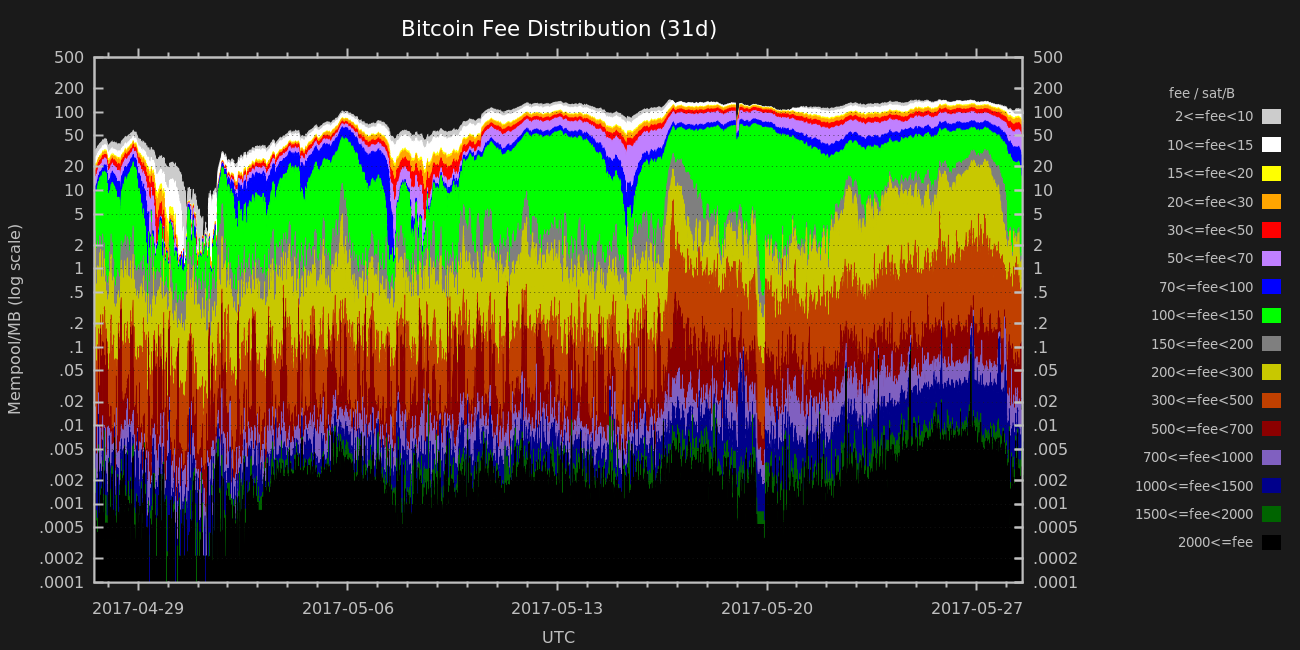 Bitcoin Fee Distribution (31d)
Mempool/MB (log scale)
500
200
100
50
20
10
5
2
1
.5
.2
.1
.05
.02
.01
.005
.002
.001
.0005
.0002
.0001
500
200
100
50
20
10
5
2
1
.5
.2
.1
.05
.02
.01
.005
.002
.001
.0005
.0002
.0001
2017-04-29 2017-05-06 2017-05-13 2017-05-20 2017-05-27
UTC
fee / sat/B
2<=fee<10
10<=fee<15
15<=fee<20
20<=fee<30
30<=fee<50
50<=fee<70
70<=fee<100
100<=fee<150
150<=fee<200
200<=fee<300
300<=fee<500
500<=fee<700
700<=fee<1000
1000<=fee<1500
1500<=fee<2000
2000<=fee